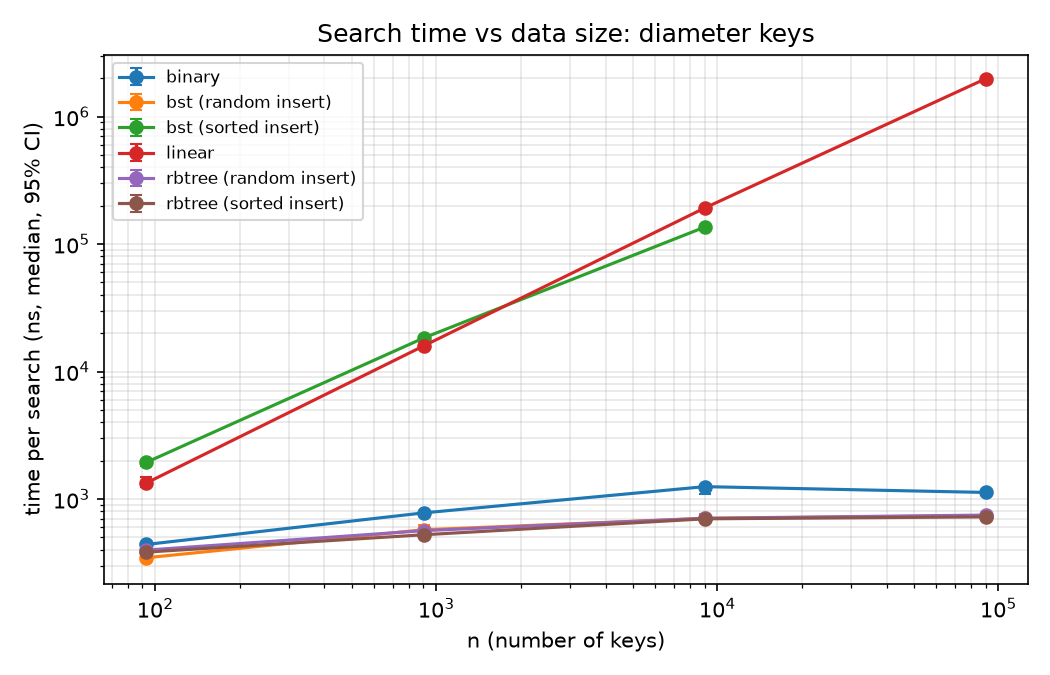 Search time vs data size: diameter keys
time per search (ns, median, 95% CI)
binary
bst (random insert)
bst (sorted insert)
linear
rbtree (random insert)
rbtree (sorted insert)
10⁶
10⁵
10⁴
10³
10² 10³ 10⁴ 10⁵
n (number of keys)